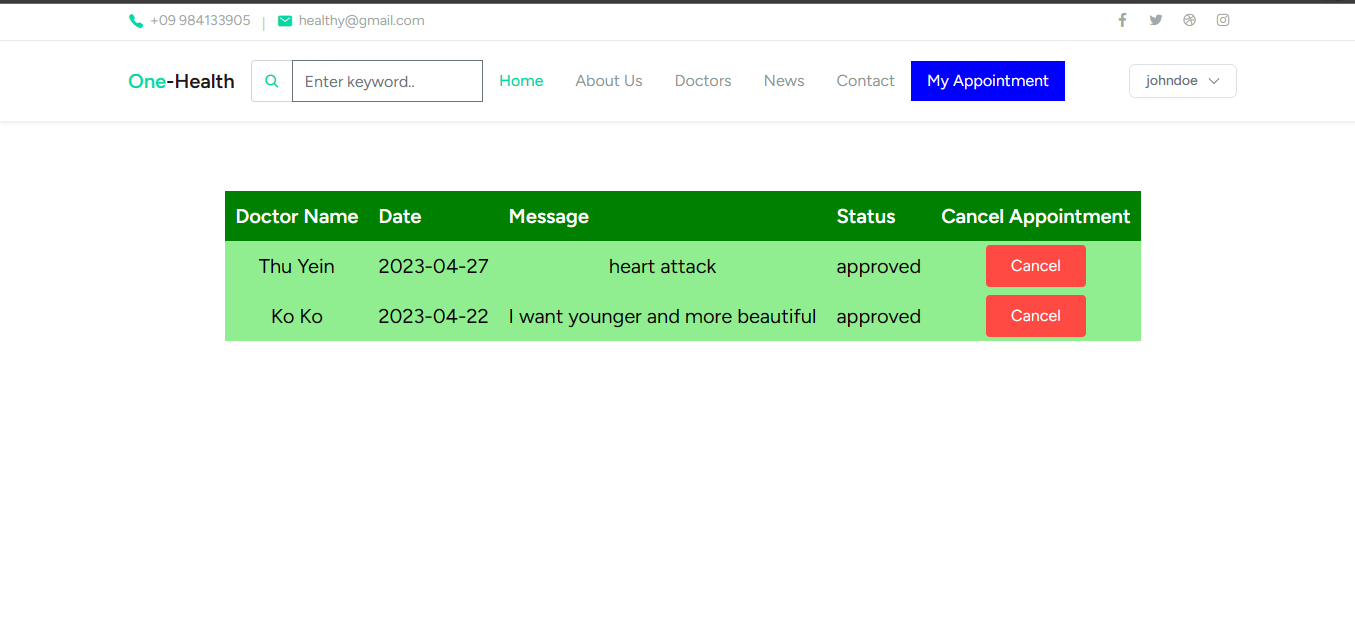 +09 984133905 | healthy@gmail.com
One-Health Enter keyword.. Home About Us Doctors News Contact My Appointment johndoe
Doctor Name Date Message Status Cancel Appointment
Thu Yein 2023-04-27 heart attack approved Cancel
Ko Ko 2023-04-22 I want younger and more beautiful approved Cancel